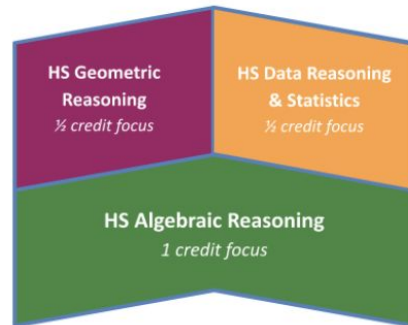 HS Geometric
Reasoning
½ credit focus
HS Data Reasoning
& Statistics
½ credit focus
HS Algebraic Reasoning
1 credit focus